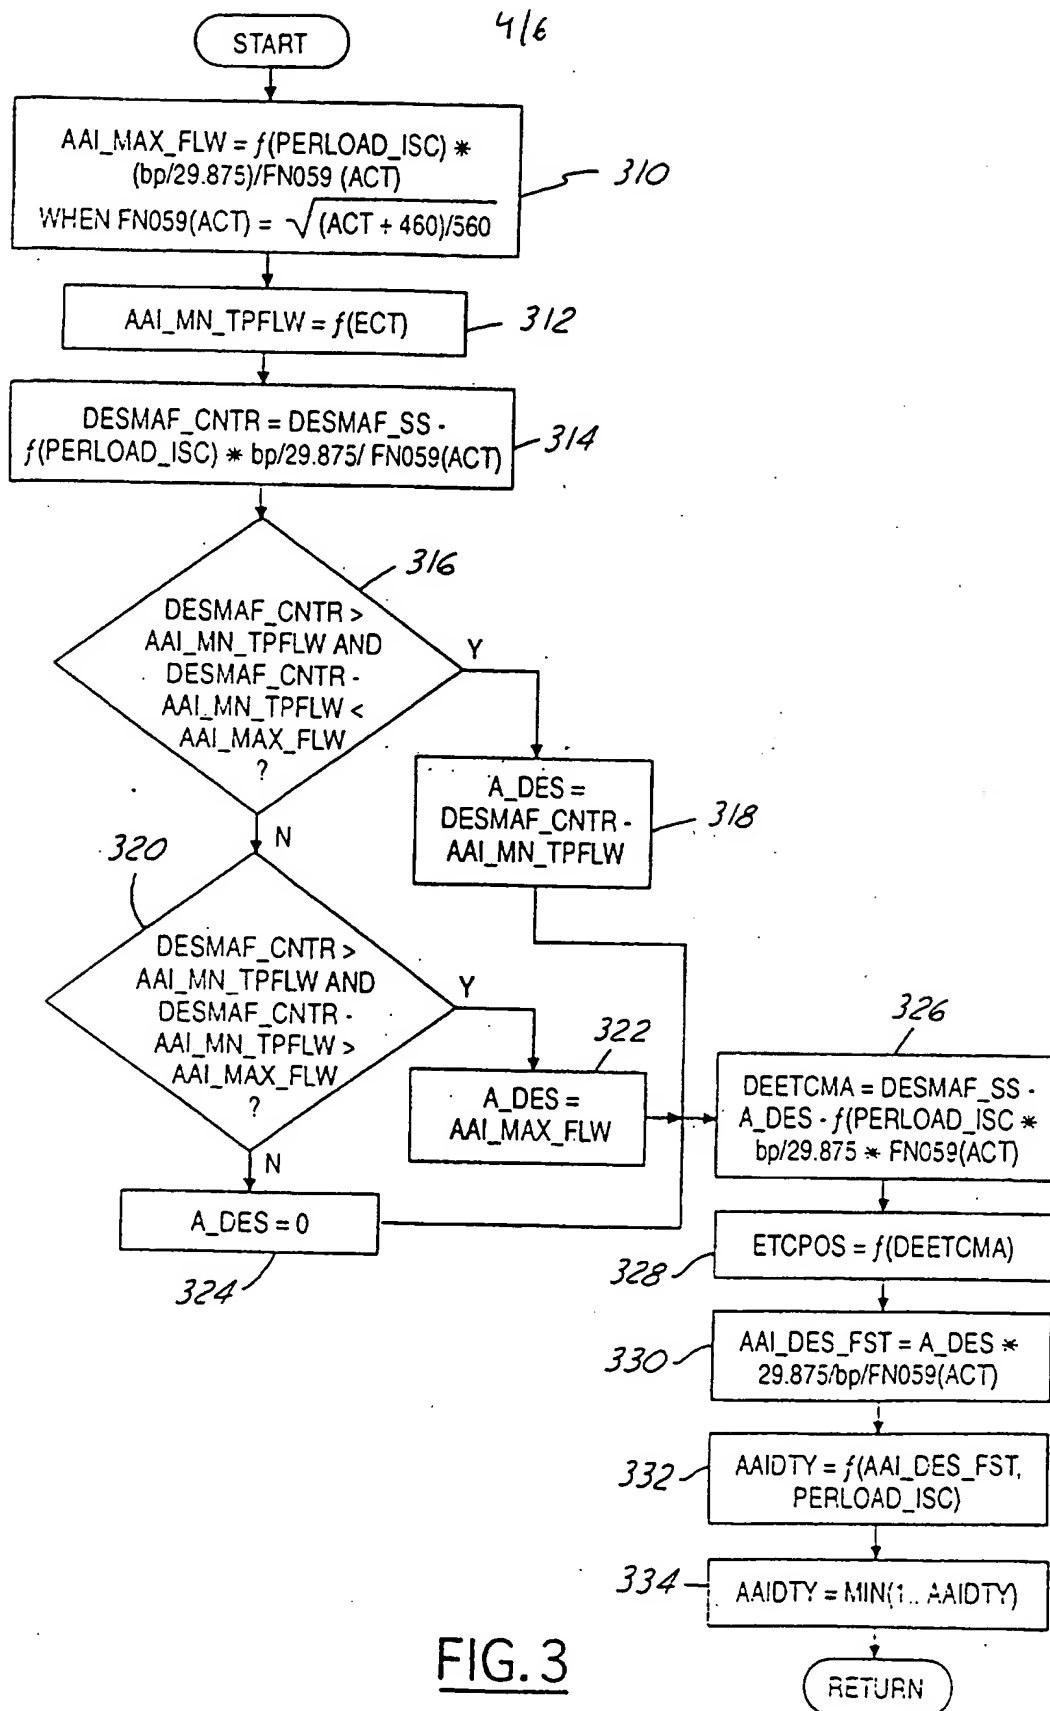 4/6
START
AAI_MAX_FLW = f(PERLOAD_ISC) *
(bp/29.875)/FN059 (ACT)
WHEN FN059(ACT) = √(ACT + 460)/560
310
AAI_MN_TPFLW = f(ECT)
312
DESMAF_CNTR = DESMAF_SS -
f(PERLOAD_ISC) * bp/29.875/ FN059(ACT)
314
316
DESMAF_CNTR >
AAI_MN_TPFLW AND
DESMAF_CNTR -
AAI_MN_TPFLW <
AAI_MAX_FLW
?
Y
N
A_DES =
DESMAF_CNTR -
AAI_MN_TPFLW
318
320
DESMAF_CNTR >
AAI_MN_TPFLW AND
DESMAF_CNTR -
AAI_MN_TPFLW >
AAI_MAX_FLW
?
Y
N
322
A_DES =
AAI_MAX_FLW
A_DES = 0
324
326
DEETCMA = DESMAF_SS -
A_DES - f(PERLOAD_ISC *
bp/29.875 * FN059(ACT)
ETCPOS = f(DEETCMA)
328
AAI_DES_FST = A_DES *
29.875/bp/FN059(ACT)
330
AAIDTY = f(AAI_DES_FST,
PERLOAD_ISC)
332
AAIDTY = MIN(1.. AAIDTY)
334
RETURN
FIG. 3